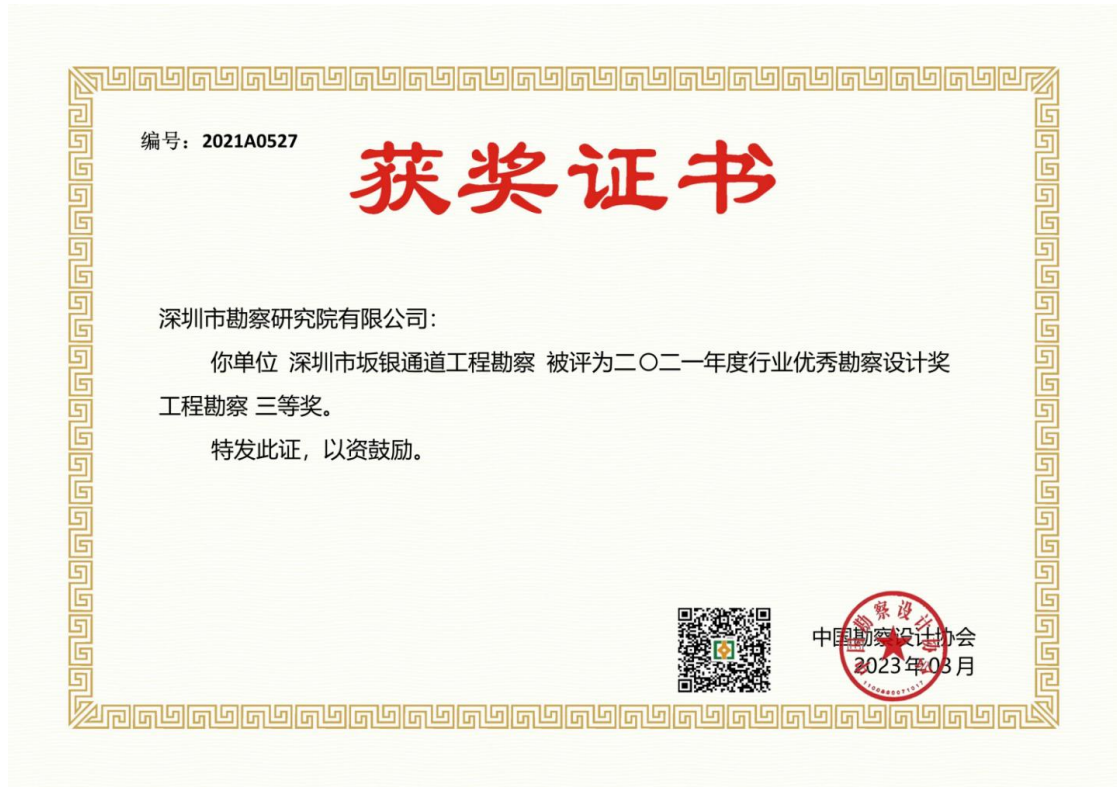 编号：2021A0527
获奖证书
深圳市勘察研究院有限公司：
你单位 深圳市坂银通道工程勘察 被评为二〇二一年度行业优秀勘察设计奖
工程勘察 三等奖。
特发此证，以资鼓励。
中国勘察设计协会
2023年03月